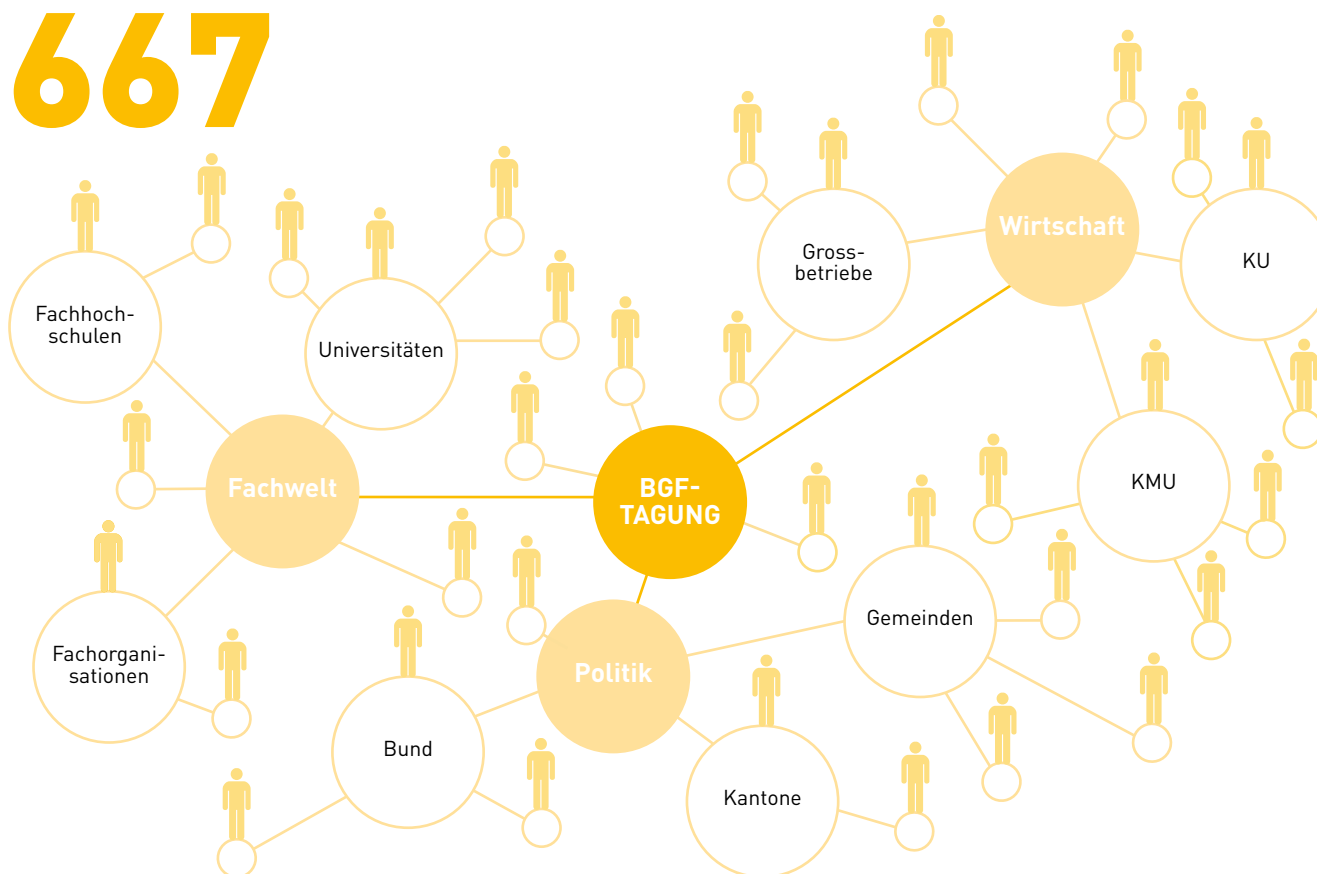 667
Wirtschaft
Gross-
betriebe
KU
Fachhoch-
schulen
Universitäten
Fachwelt
BGF-
TAGUNG
KMU
Gemeinden
Fachorgani-
sationen
Politik
Bund
Kantone